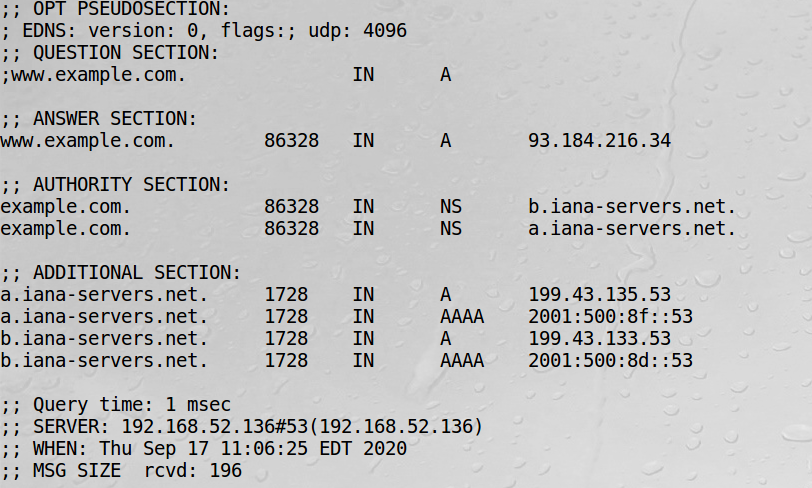 ;; OPT PSEUDOSECTION:
; EDNS: version: 0, flags:; udp: 4096
;; QUESTION SECTION:
;www.example.com. IN A
;; ANSWER SECTION:
www.example.com. 86328 IN A 93.184.216.34
;; AUTHORITY SECTION:
example.com. 86328 IN NS b.iana-servers.net.
example.com. 86328 IN NS a.iana-servers.net.
;; ADDITIONAL SECTION:
a.iana-servers.net. 1728 IN A 199.43.135.53
a.iana-servers.net. 1728 IN AAAA 2001:500:8f::53
b.iana-servers.net. 1728 IN A 199.43.133.53
b.iana-servers.net. 1728 IN AAAA 2001:500:8d::53
;; Query time: 1 msec
;; SERVER: 192.168.52.136#53(192.168.52.136)
;; WHEN: Thu Sep 17 11:06:25 EDT 2020
;; MSG SIZE rcvd: 196